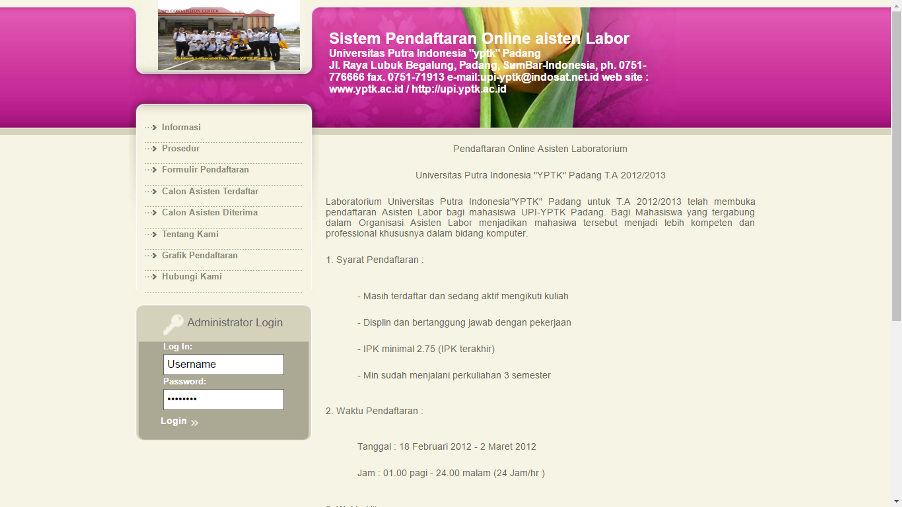 Sistem Pendaftaran Online aisten Labor
Universitas Putra Indonesia "yptk" Padang
Jl. Raya Lubuk Begalung, Padang, SumBar-Indonesia, ph. 0751-
776666 fax. 0751-71913 e-mail:upi-yptk@indosat.net.id web site :
www.yptk.ac.id / http://upi.yptk.ac.id
Informasi
Prosedur
Formulir Pendaftaran
Calon Asisten Terdaftar
Calon Asisten Diterima
Tentang Kami
Grafik Pendaftaran
Hubungi Kami
Administrator Login
Log In:
Username
Password:
Login
Pendaftaran Online Asisten Laboratorium
Universitas Putra Indonesia "YPTK" Padang T.A 2012/2013
Laboratorium Universitas Putra Indonesia"YPTK" Padang untuk T.A 2012/2013 telah membuka
pendaftaran Asisten Labor bagi mahasiswa UPI-YPTK Padang. Bagi Mahasiswa yang tergabung
dalam Organisasi Asisten Labor menjadikan mahasiwa tersebut menjadi lebih kompeten dan
professional khususnya dalam bidang komputer.
1. Syarat Pendaftaran :
- Masih terdaftar dan sedang aktif mengikuti kuliah
- Displin dan bertanggung jawab dengan pekerjaan
- IPK minimal 2.75 (IPK terakhir)
- Min sudah menjalani perkuliahan 3 semester
2. Waktu Pendaftaran :
Tanggal : 18 Februari 2012 - 2 Maret 2012
Jam : 01.00 pagi - 24.00 malam (24 Jam/hr )